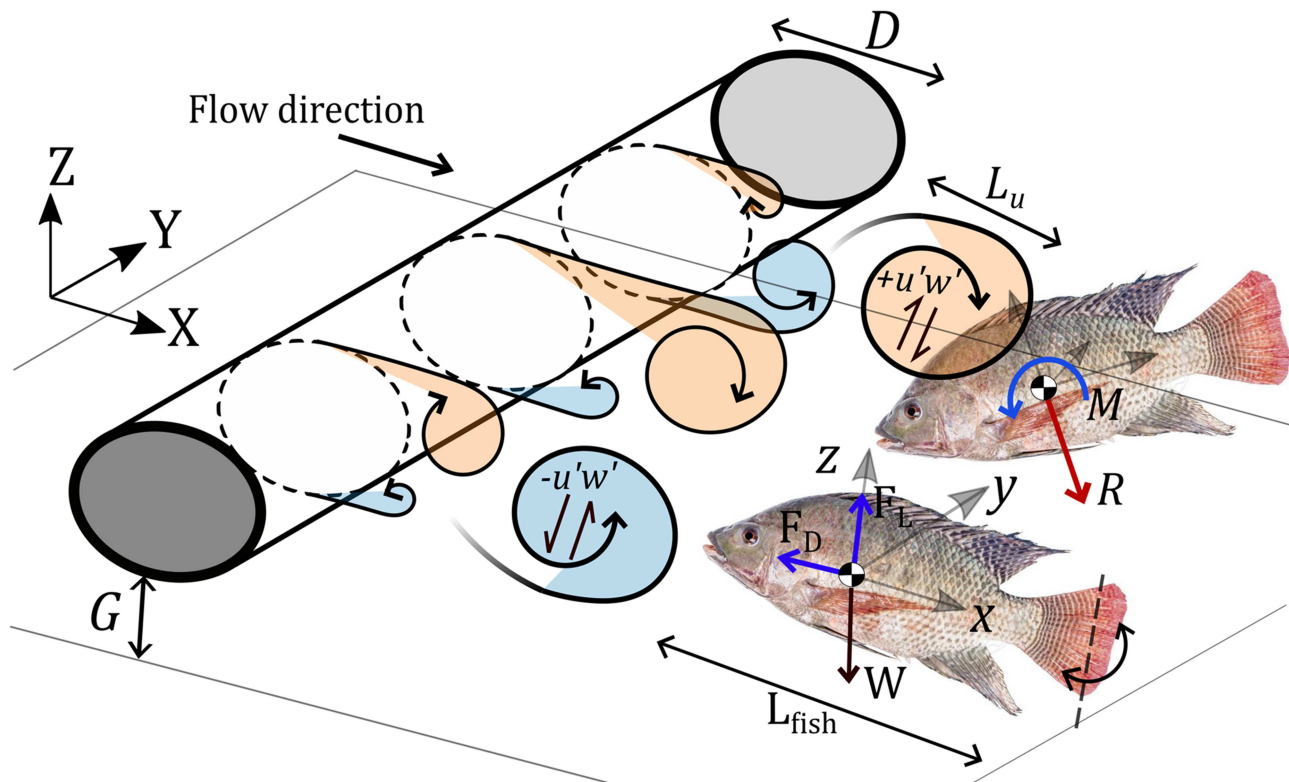 D
Flow direction
Z
Y
X
L_u
+u'w'
M
R
-u'w'
z
y
F_L
F_D
x
G
W
L_fish